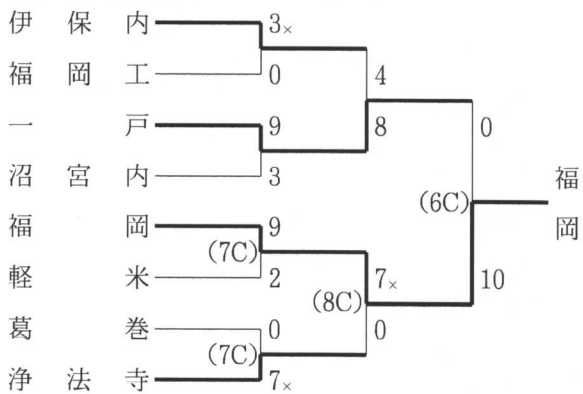 伊保内 3×
福岡工 0
4
一戸 9
8
0
沼宮内 3
(6C)
福岡
福岡 9
(7C)
軽米 2
7×
10
(8C)
葛巻 0
0
(7C)
浄法寺 7×